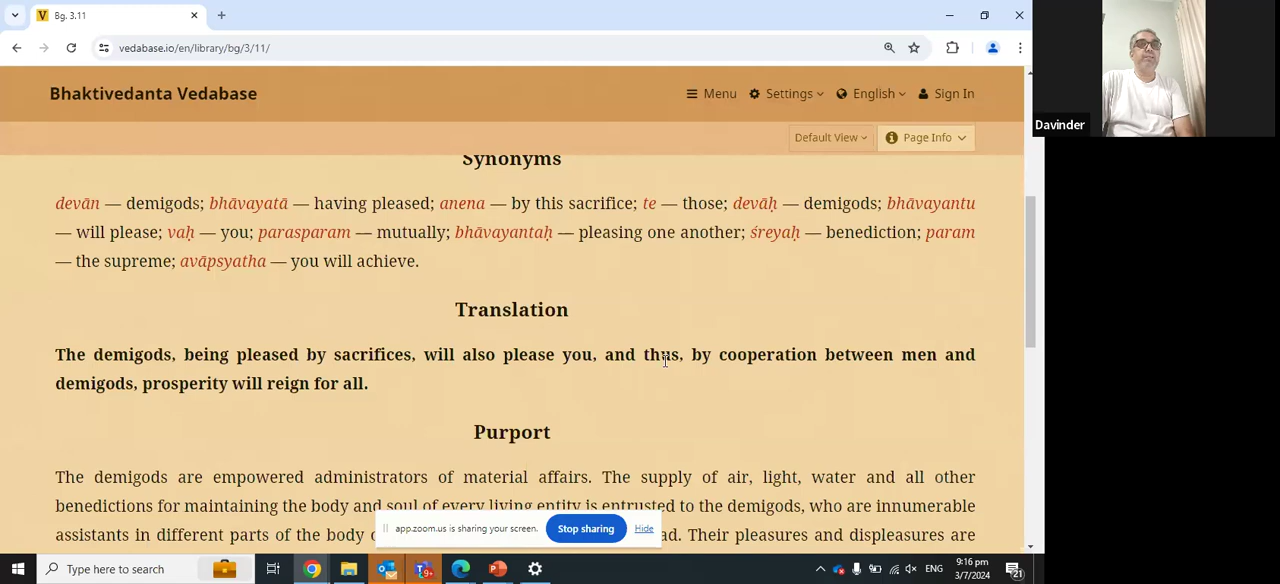 Bg. 3.11
vedabase.io/en/library/bg/3/11/
Bhaktivedanta Vedabase
Menu Settings English Sign In
Default View Page Info
Davinder
Synonyms
devān — demigods; bhāvayatā — having pleased; anena — by this sacrifice; te — those; devāḥ — demigods; bhāvayantu
— will please; vaḥ — you; parasparam — mutually; bhāvayantaḥ — pleasing one another; śreyaḥ — benediction; param
— the supreme; avāpsyatha — you will achieve.
Translation
The demigods, being pleased by sacrifices, will also please you, and thus, by cooperation between men and
demigods, prosperity will reign for all.
Purport
The demigods are empowered administrators of material affairs. The supply of air, light, water and all other
benedictions for maintaining the body and soul of every living entity is entrusted to the demigods, who are innumerable
assistants in different parts of the body ad. Their pleasures and displeasures are
app.zoom.us is sharing your screen. Stop sharing Hide
Type here to search
9+
ENG
9:16 pm
3/7/2024
21